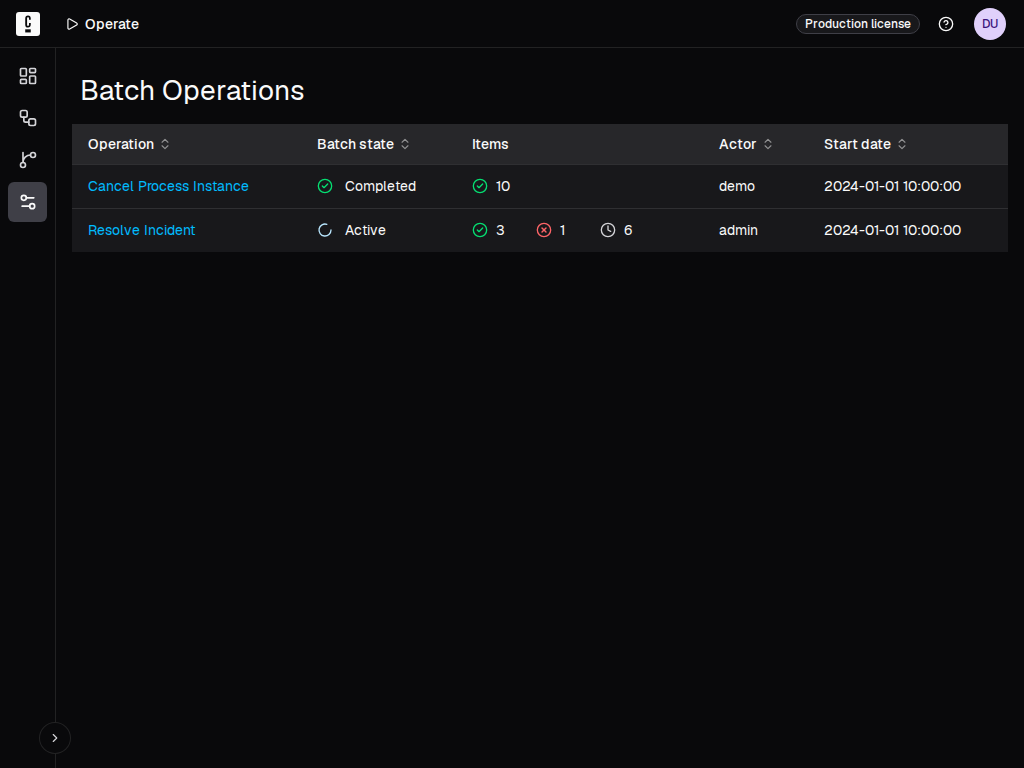 Operate
Production license
DU
Batch Operations
Operation Batch state Items Actor Start date
Cancel Process Instance Completed 10 demo 2024-01-01 10:00:00
Resolve Incident Active 3 1 6 admin 2024-01-01 10:00:00